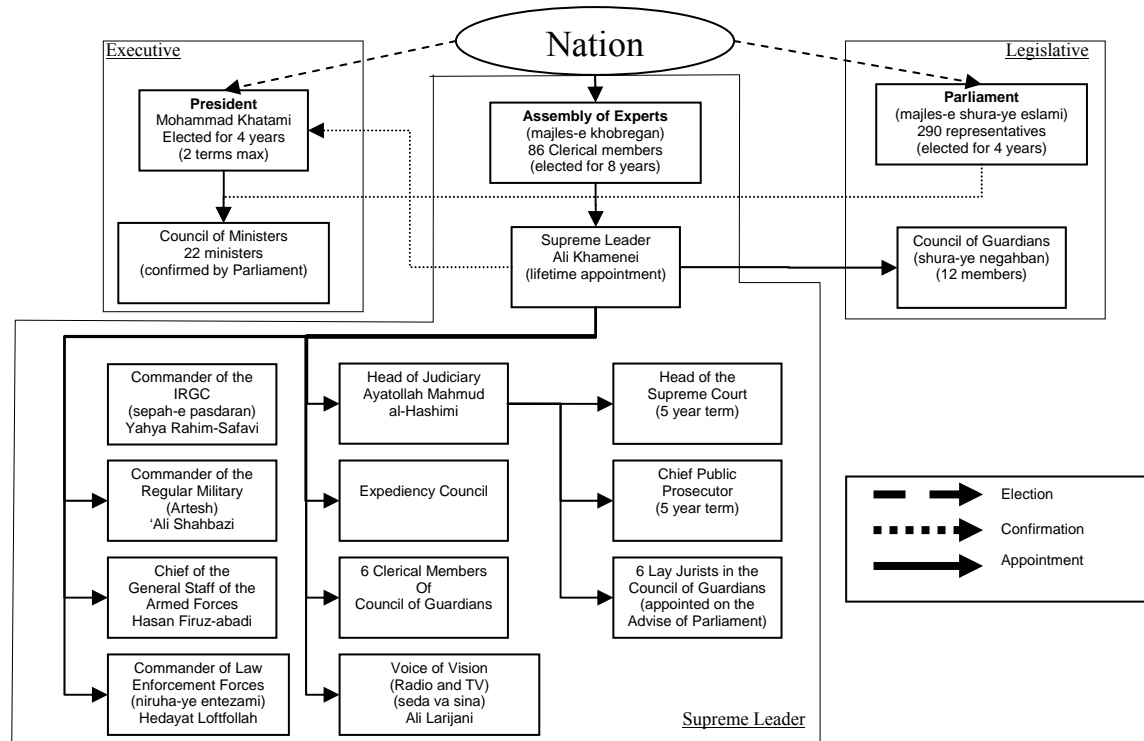 Nation
Executive
Legislative
President
Mohammad Khatami
Elected for 4 years
(2 terms max)
Assembly of Experts
(majles-e khobregan)
86 Clerical members
(elected for 8 years)
Parliament
(majles-e shura-ye eslami)
290 representatives
(elected for 4 years)
Council of Ministers
22 ministers
(confirmed by Parliament)
Supreme Leader
Ali Khamenei
(lifetime appointment)
Council of Guardians
(shura-ye negahban)
(12 members)
Commander of the
IRGC
(sepah-e pasdaran)
Yahya Rahim-Safavi
Head of Judiciary
Ayatollah Mahmud
al-Hashimi
Head of the
Supreme Court
(5 year term)
Commander of the
Regular Military
(Artesh)
‘Ali Shahbazi
Expediency Council
Chief Public
Prosecutor
(5 year term)
Chief of the
General Staff of the
Armed Forces
Hasan Firuz-abadi
6 Clerical Members
Of
Council of Guardians
6 Lay Jurists in the
Council of Guardians
(appointed on the
Advise of Parliament)
Commander of Law
Enforcement Forces
(niruha-ye entezami)
Hedayat Loftfollah
Voice of Vision
(Radio and TV)
(seda va sina)
Ali Larijani
Supreme Leader
Election
Confirmation
Appointment